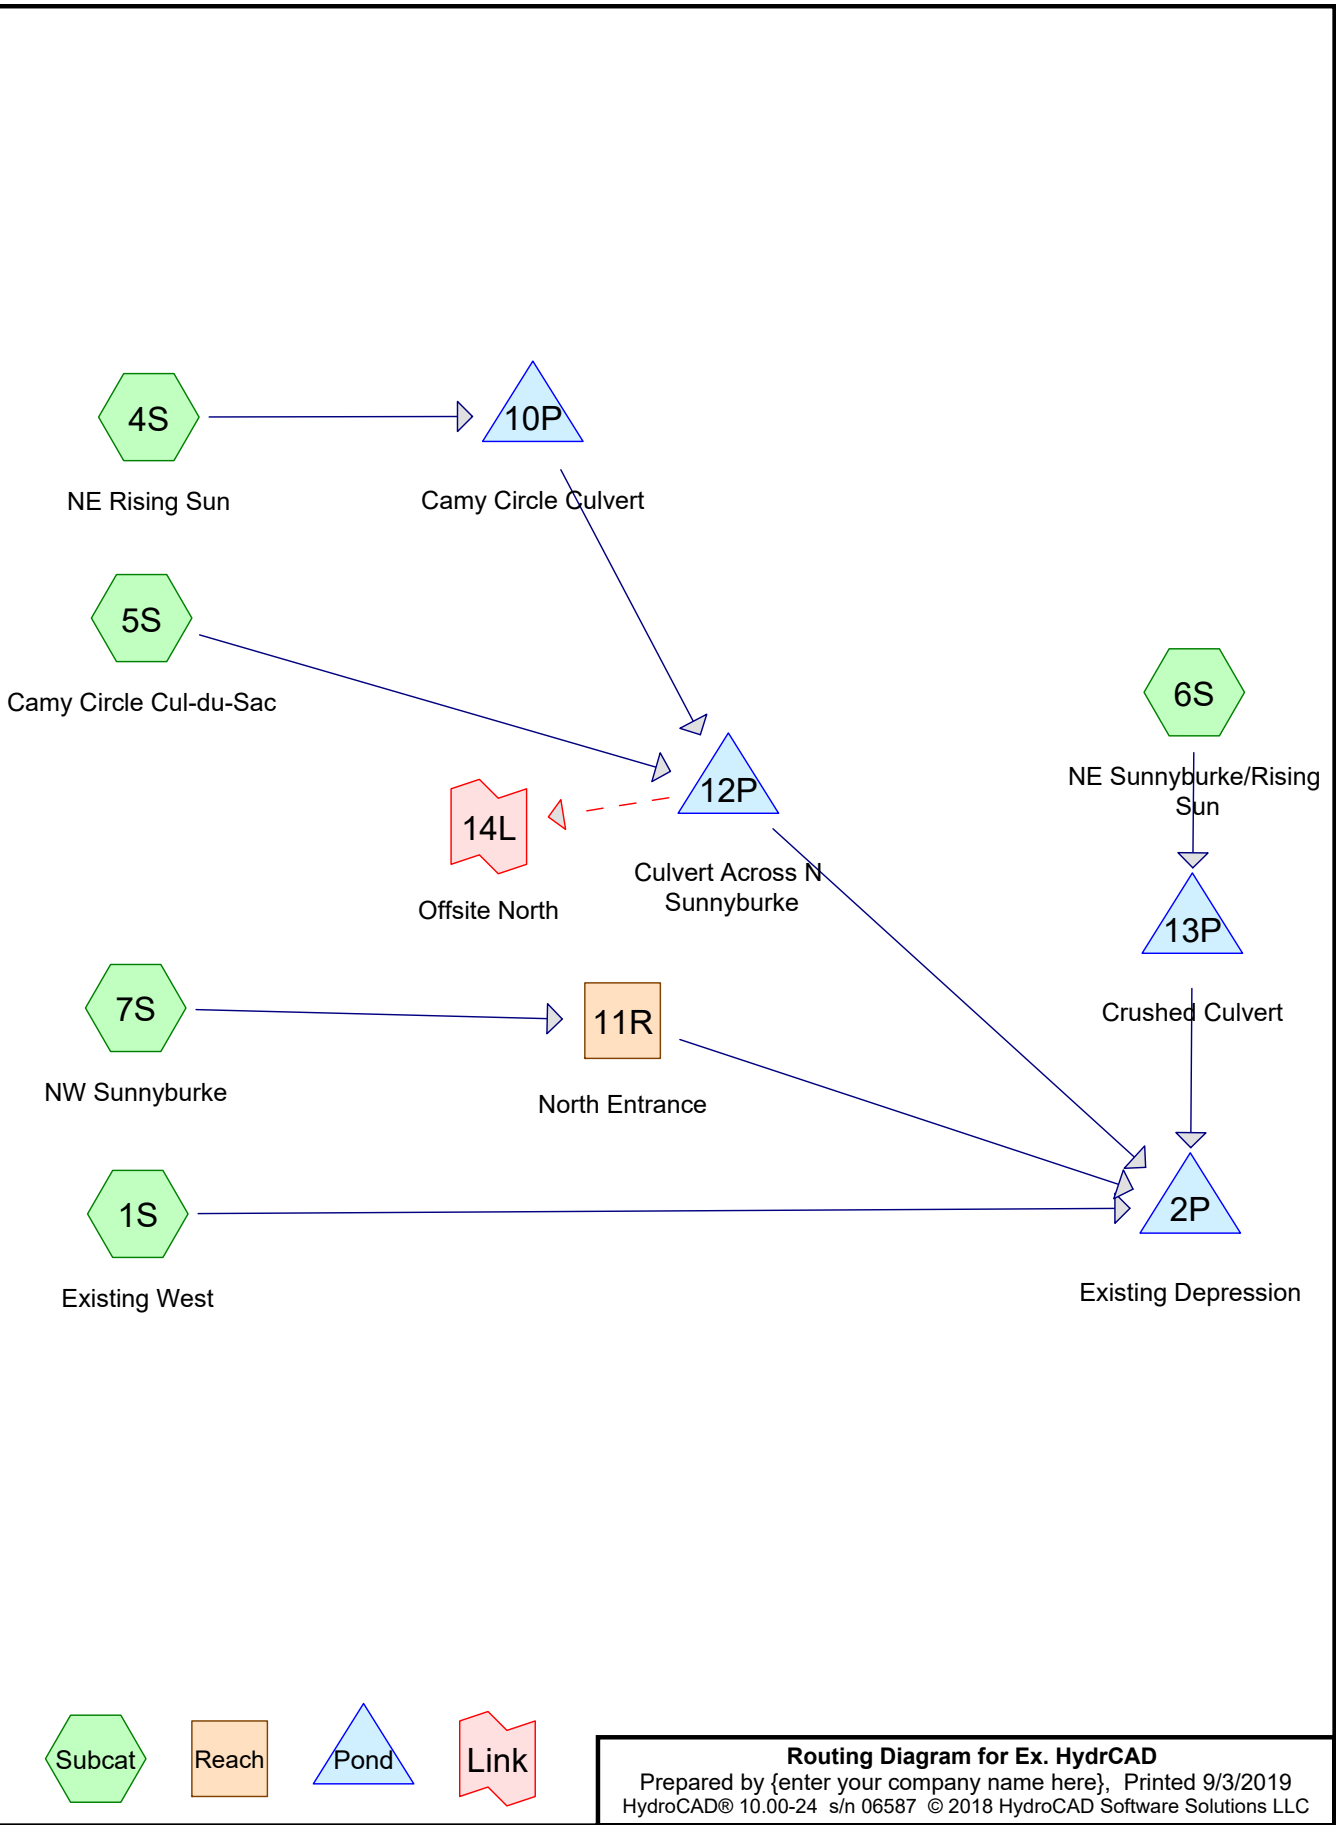 4S
NE Rising Sun
10P
Camy Circle Culvert
5S
Camy Circle Cul-du-Sac
6S
NE Sunnyburke/Rising
Sun
12P
Culvert Across N
Sunnyburke
14L
Offsite North
13P
Crushed Culvert
7S
NW Sunnyburke
11R
North Entrance
1S
Existing West
2P
Existing Depression
Subcat
Reach
Pond
Link
Routing Diagram for Ex. HydrCAD
Prepared by {enter your company name here}, Printed 9/3/2019
HydroCAD® 10.00-24 s/n 06587 © 2018 HydroCAD Software Solutions LLC